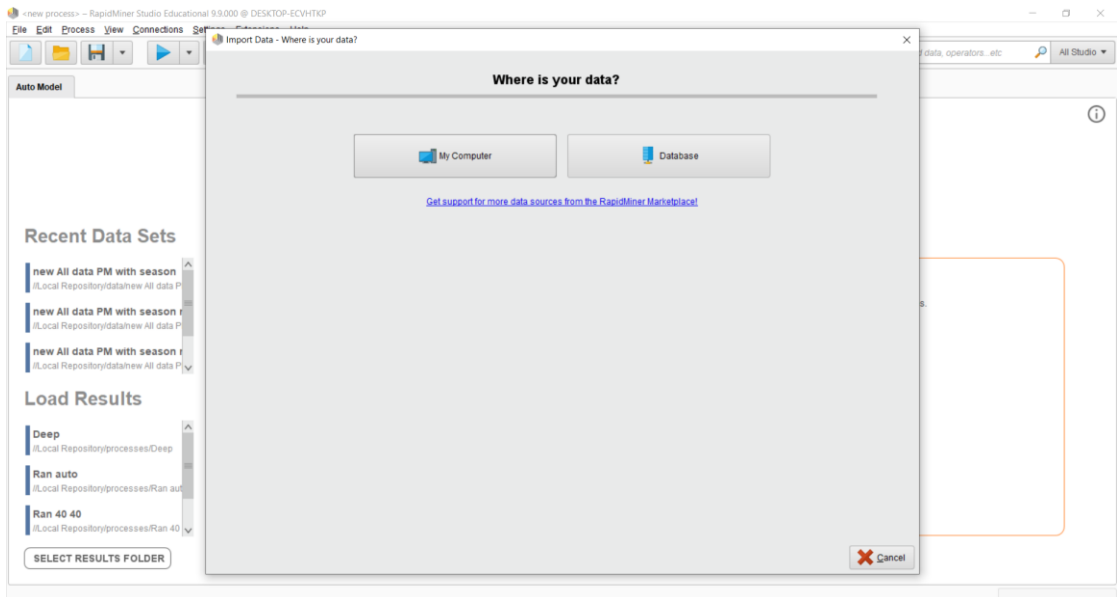 <new process> – RapidMiner Studio Educational 9.9.000 @ DESKTOP-ECVHTKP
File Edit Process View Connections
Import Data - Where is your data?
data, operators...etc
All Studio
Auto Model
Where is your data?
My Computer
Database
Get support for more data sources from the RapidMiner Marketplace!
Recent Data Sets
new All data PM with season
//Local Repository/data/new All data P
new All data PM with season
//Local Repository/data/new All data P
new All data PM with season
//Local Repository/data/new All data P
s.
Load Results
Deep
//Local Repository/processes/Deep
Ran auto
//Local Repository/processes/Ran aut
Ran 40 40
//Local Repository/processes/Ran 40
SELECT RESULTS FOLDER
Cancel